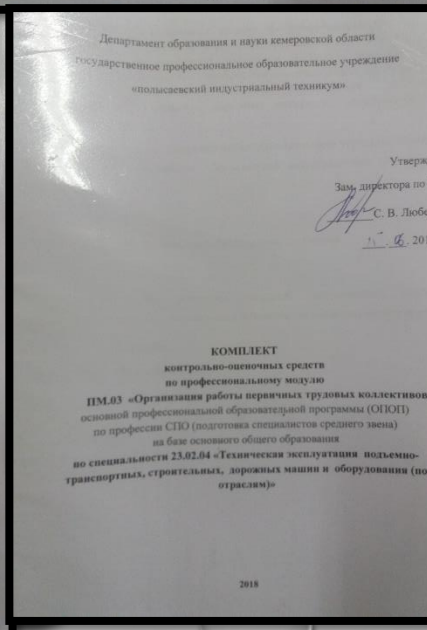 Департамент образования и науки кемеровской области
государственное профессиональное образовательное учреждение
«полысаевский индустриальный техникум»
Утверж
Зам. директора по
С. В. Любе
201
КОМПЛЕКТ
контрольно-оценочных средств
по профессиональному модулю
ПМ.03 «Организация работы первичных трудовых коллективов
основной профессиональной образовательной программы (ОПОП)
по профессии СПО (подготовка специалистов среднего звена)
на базе основного общего образования
по специальности 23.02.04 «Техническая эксплуатация подъемно-
транспортных, строительных, дорожных машин и оборудования (по
отраслям)»
2018